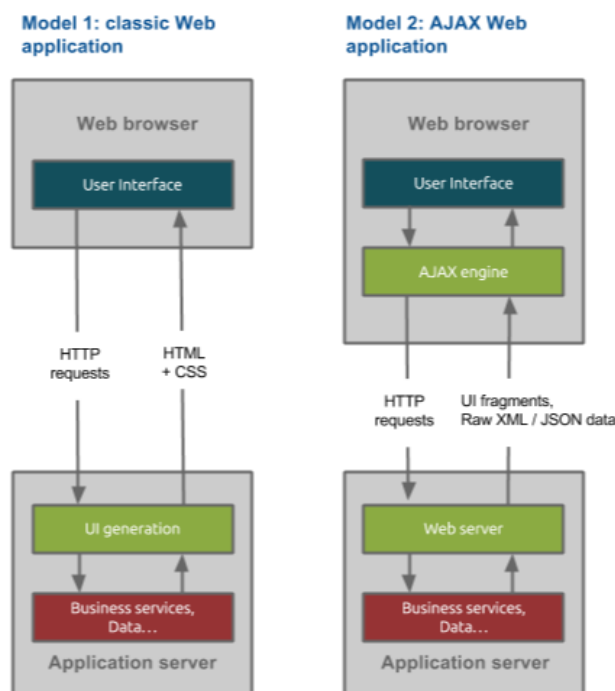 Model 1: classic Web
application
Web browser
User Interface
HTTP
requests
HTML
+ CSS
UI generation
Business services,
Data...
Application server
Model 2: AJAX Web
application
Web browser
User Interface
AJAX engine
HTTP
requests
UI fragments,
Raw XML / JSON data
Web server
Business services,
Data...
Application server